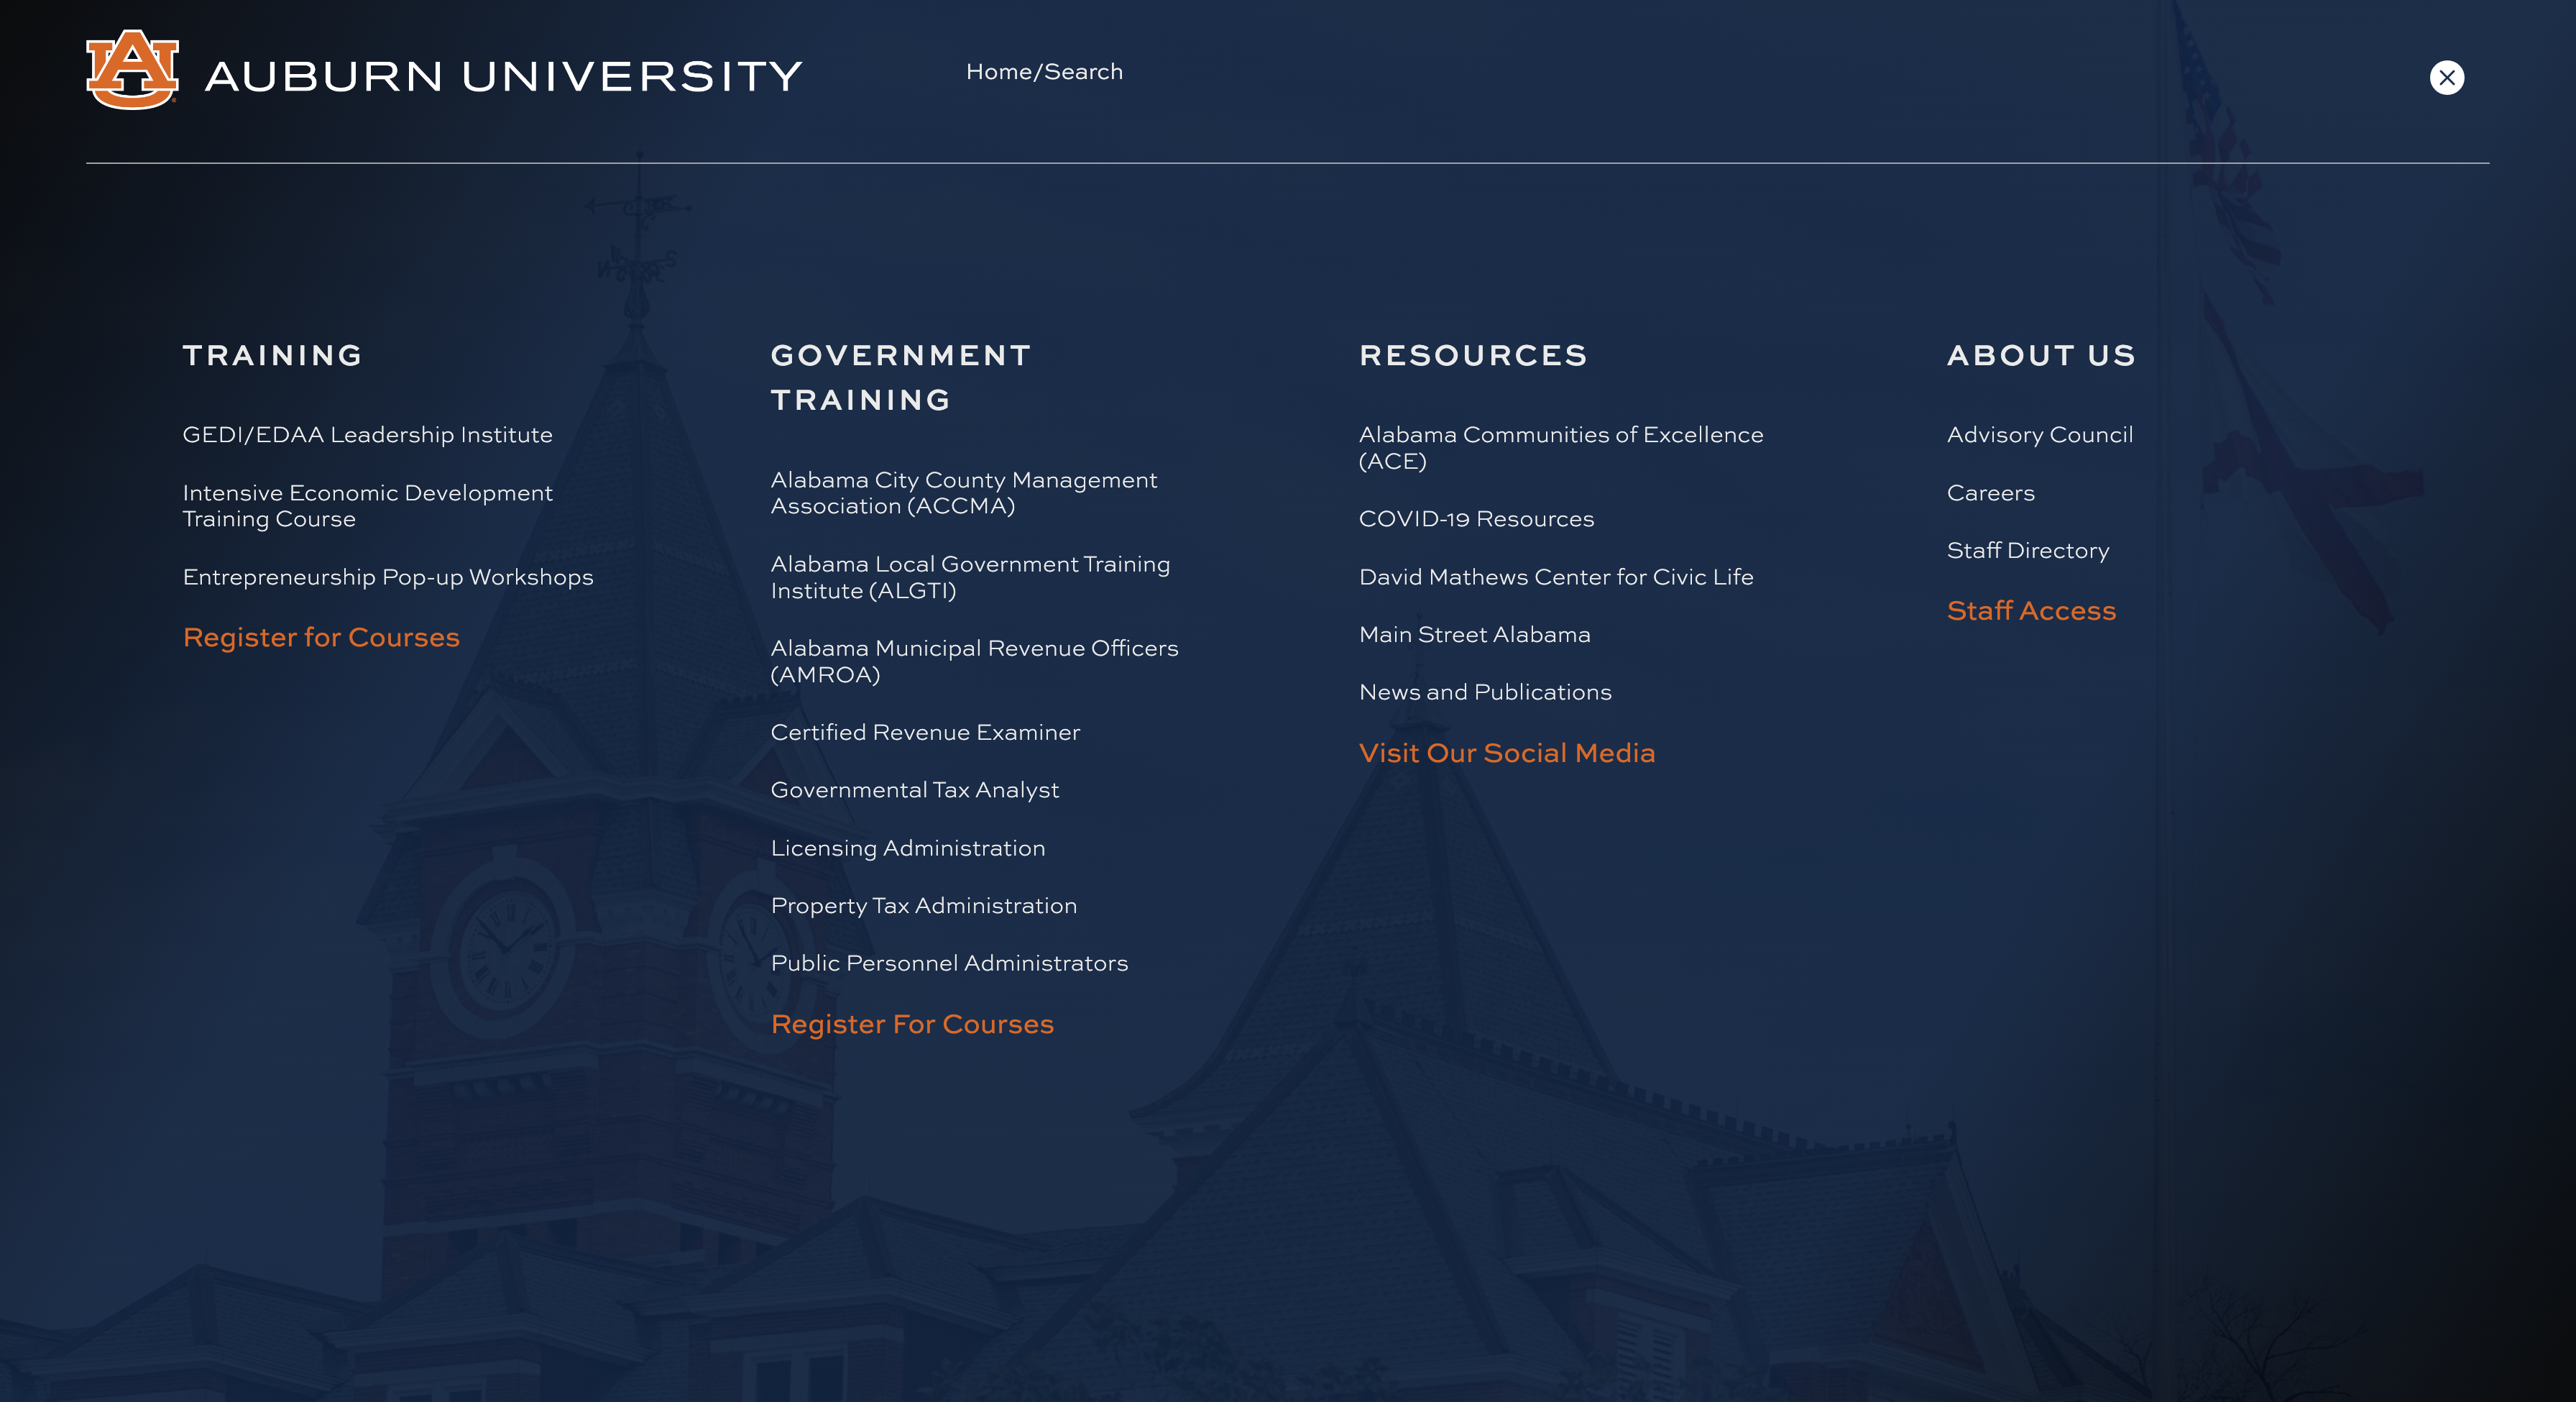 AUBURN UNIVERSITY
Home/Search
TRAINING
GEDI/EDAA Leadership Institute
Intensive Economic Development
Training Course
Entrepreneurship Pop-up Workshops
Register for Courses
GOVERNMENT
TRAINING
Alabama City County Management
Association (ACCMA)
Alabama Local Government Training
Institute (ALGTI)
Alabama Municipal Revenue Officers
(AMROA)
Certified Revenue Examiner
Governmental Tax Analyst
Licensing Administration
Property Tax Administration
Public Personnel Administrators
Register For Courses
RESOURCES
Alabama Communities of Excellence
(ACE)
COVID-19 Resources
David Mathews Center for Civic Life
Main Street Alabama
News and Publications
Visit Our Social Media
ABOUT US
Advisory Council
Careers
Staff Directory
Staff Access